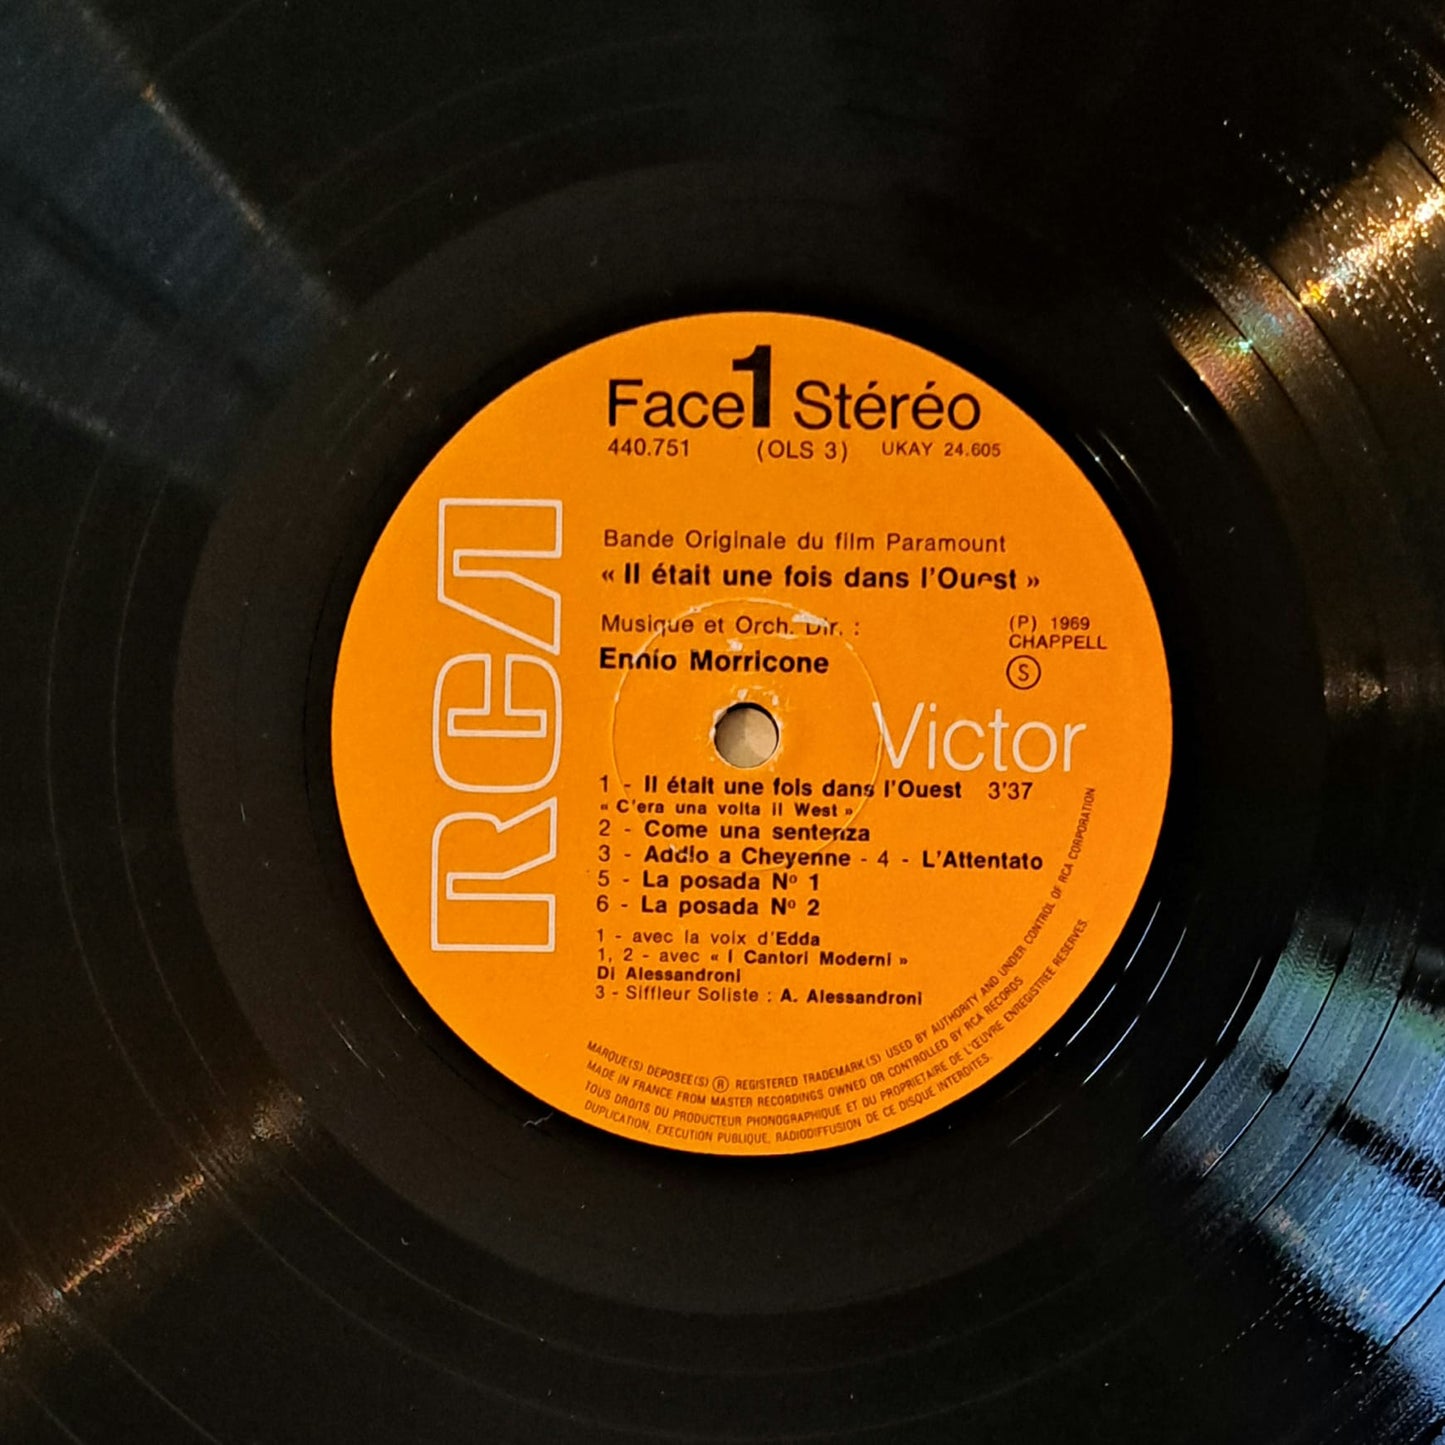 Face 1 Stéréo
440.751 (OLS 3) UKAY 24.605
RCA
Bande Originale du film Paramount
« Il était une fois dans l'Ouest »
Musique et Orch. Dir. :
Ennio Morricone
(P) 1969
CHAPPELL
S
Victor
1 - Il était une fois dans l'Ouest 3'37
« C'era una volta il West »
2 - Come una sentenza
3 - Addio a Cheyenne - 4 - L'Attentato
5 - La posada Nº 1
6 - La posada Nº 2
1 - avec la voix d'Edda
1, 2 - avec « I Cantori Moderni »
Di Alessandroni
3 - Siffleur Soliste : A. Alessandroni
MARQUE(S) DEPOSEE(S) ® REGISTERED TRADEMARK(S) USED BY AUTHORITY AND UNDER CONTROL OF RCA CORPORATION
MADE IN FRANCE FROM MASTER RECORDINGS OWNED OR CONTROLLED BY RCA RECORDS
TOUS DROITS DU PRODUCTEUR PHONOGRAPHIQUE ET DU PROPRIETAIRE DE L'ŒUVRE ENREGISTREE RESERVES.
DUPLICATION, EXECUTION PUBLIQUE, RADIODIFFUSION DE CE DISQUE INTERDITES.